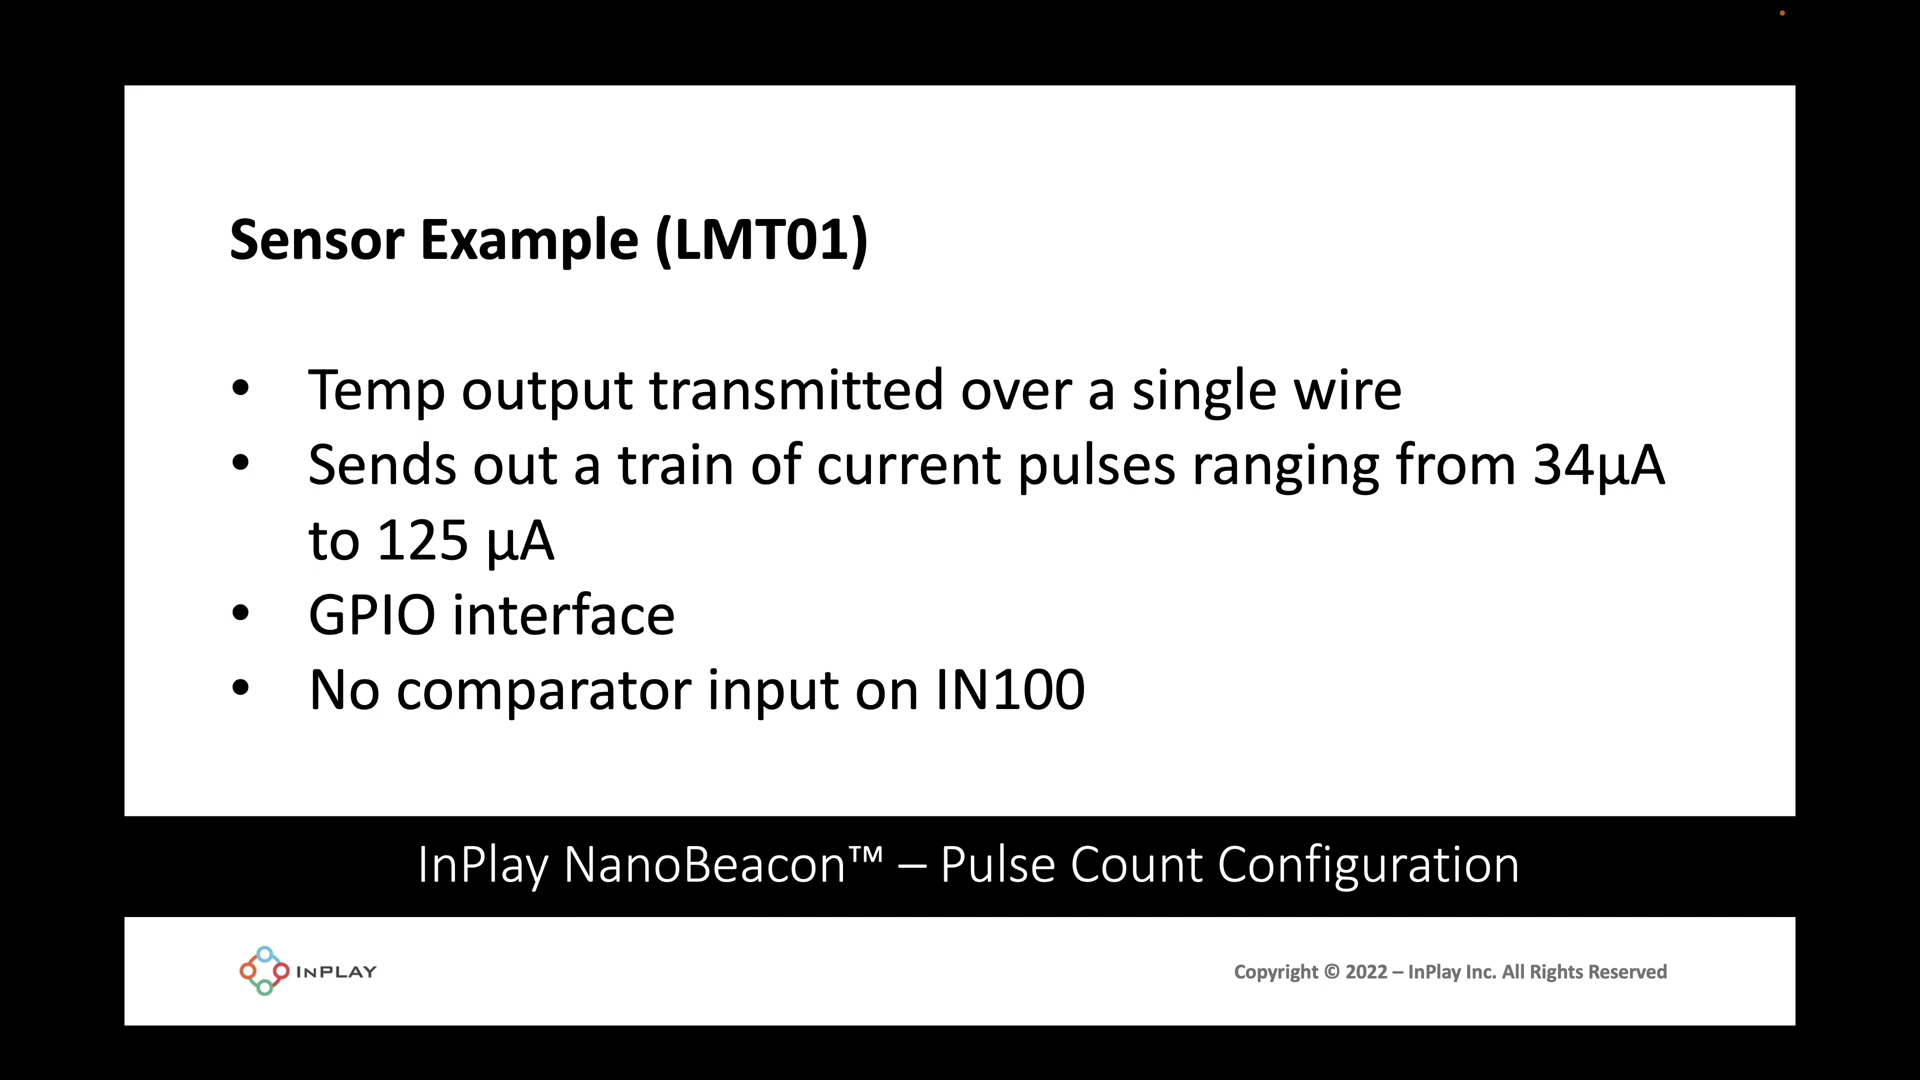 Sensor Example (LMT01)
• Temp output transmitted over a single wire
• Sends out a train of current pulses ranging from 34µA
to 125 µA
• GPIO interface
• No comparator input on IN100
InPlay NanoBeacon™ – Pulse Count Configuration
INPLAY
Copyright © 2022 – InPlay Inc. All Rights Reserved